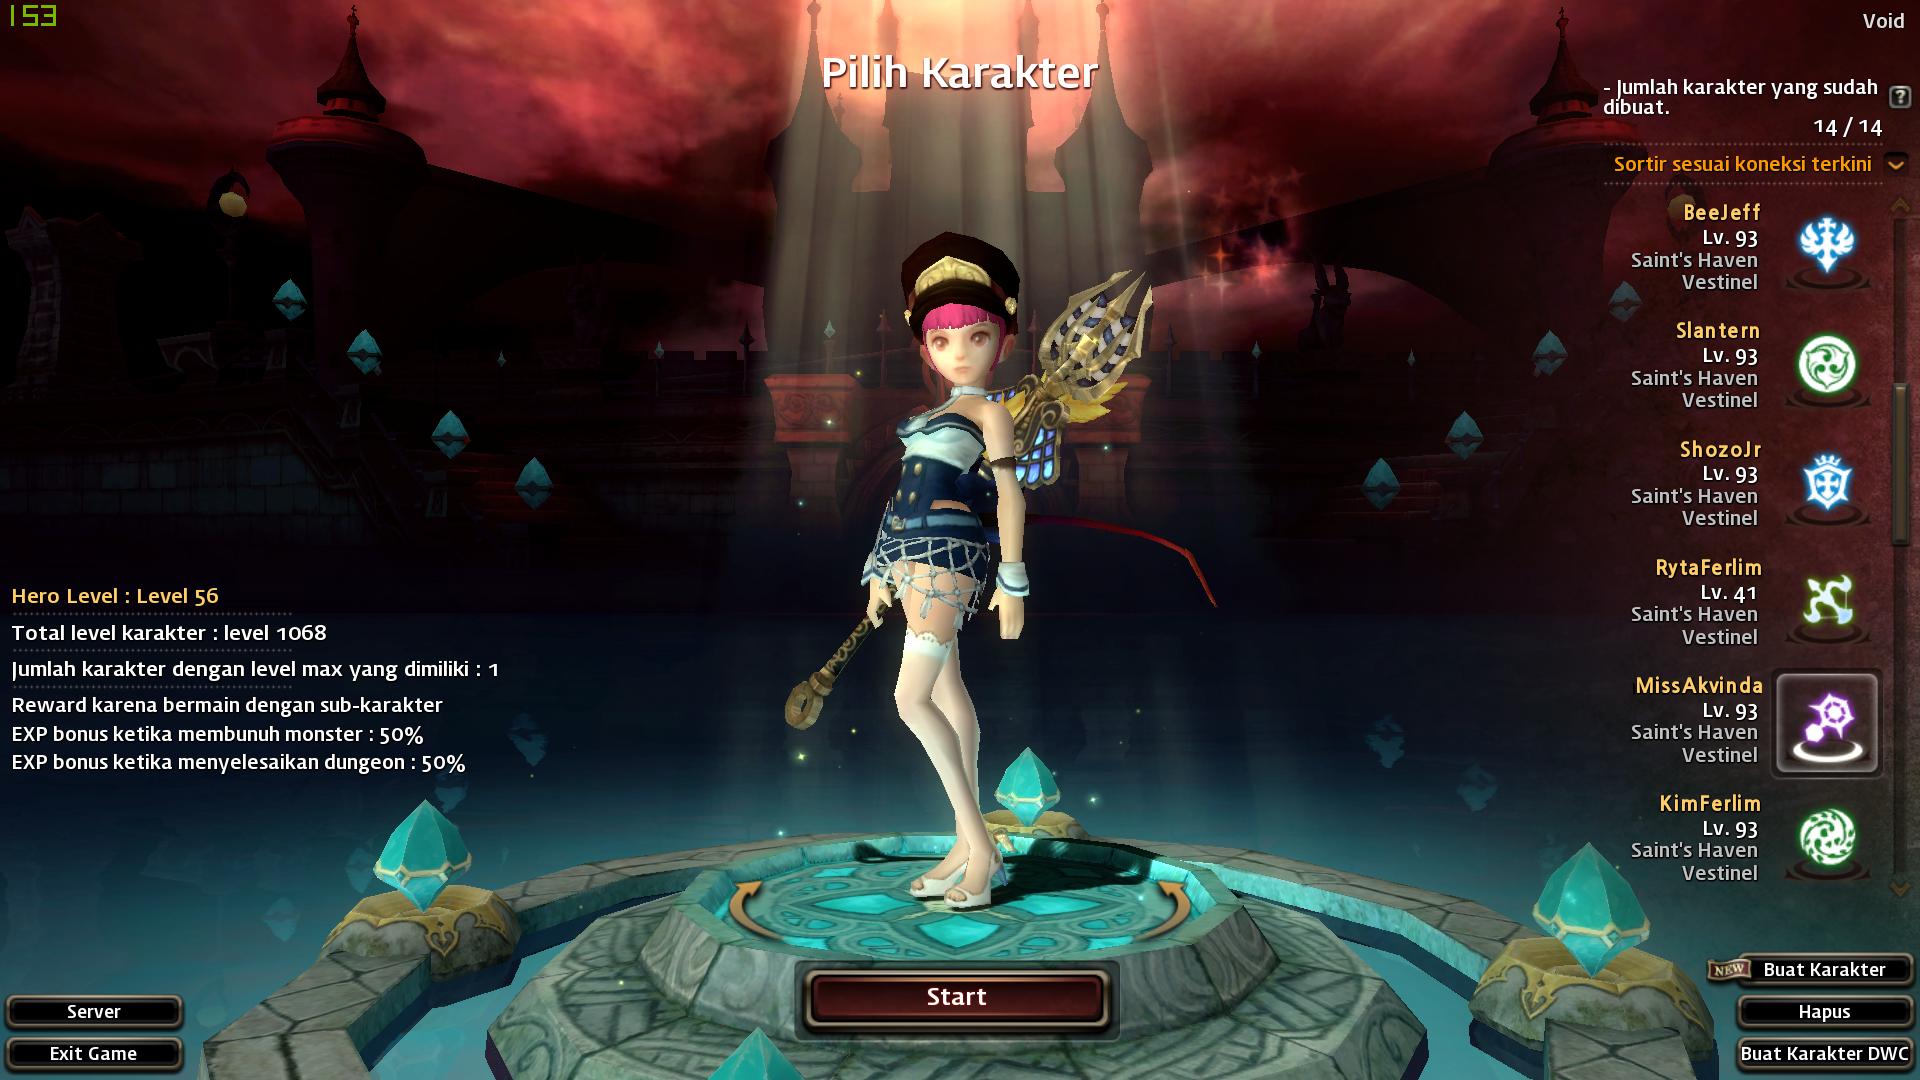 153
Void
Pilih Karakter
- Jumlah karakter yang sudah
dibuat.
?
14 / 14
Sortir sesuai koneksi terkini
BeeJeff
Lv. 93
Saint's Haven
Vestinel
Slantern
Lv. 93
Saint's Haven
Vestinel
ShozoJr
Lv. 93
Saint's Haven
Vestinel
RytaFerlim
Lv. 41
Saint's Haven
Vestinel
MissAkvinda
Lv. 93
Saint's Haven
Vestinel
KimFerlim
Lv. 93
Saint's Haven
Vestinel
Hero Level : Level 56
Total level karakter : level 1068
Jumlah karakter dengan level max yang dimiliki : 1
Reward karena bermain dengan sub-karakter
EXP bonus ketika membunuh monster : 50%
EXP bonus ketika menyelesaikan dungeon : 50%
Start
Server
Exit Game
NEW Buat Karakter
Hapus
Buat Karakter DWC